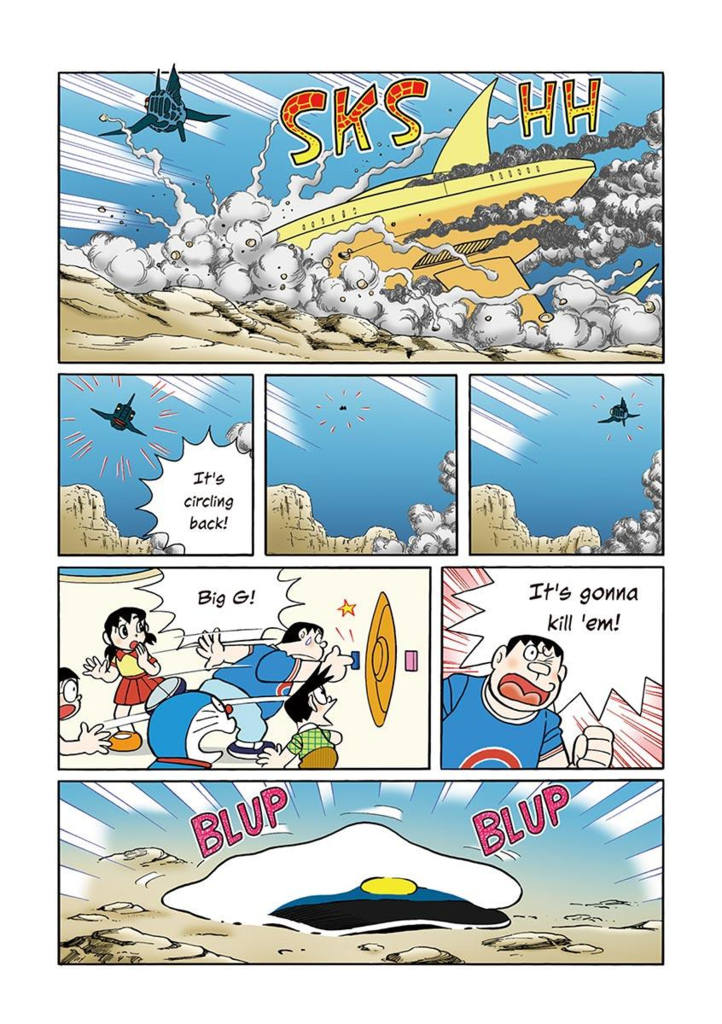 SKS
HH
It's
circling
back!
Big G!
It's gonna
kill 'em!
BLUP
BLUP